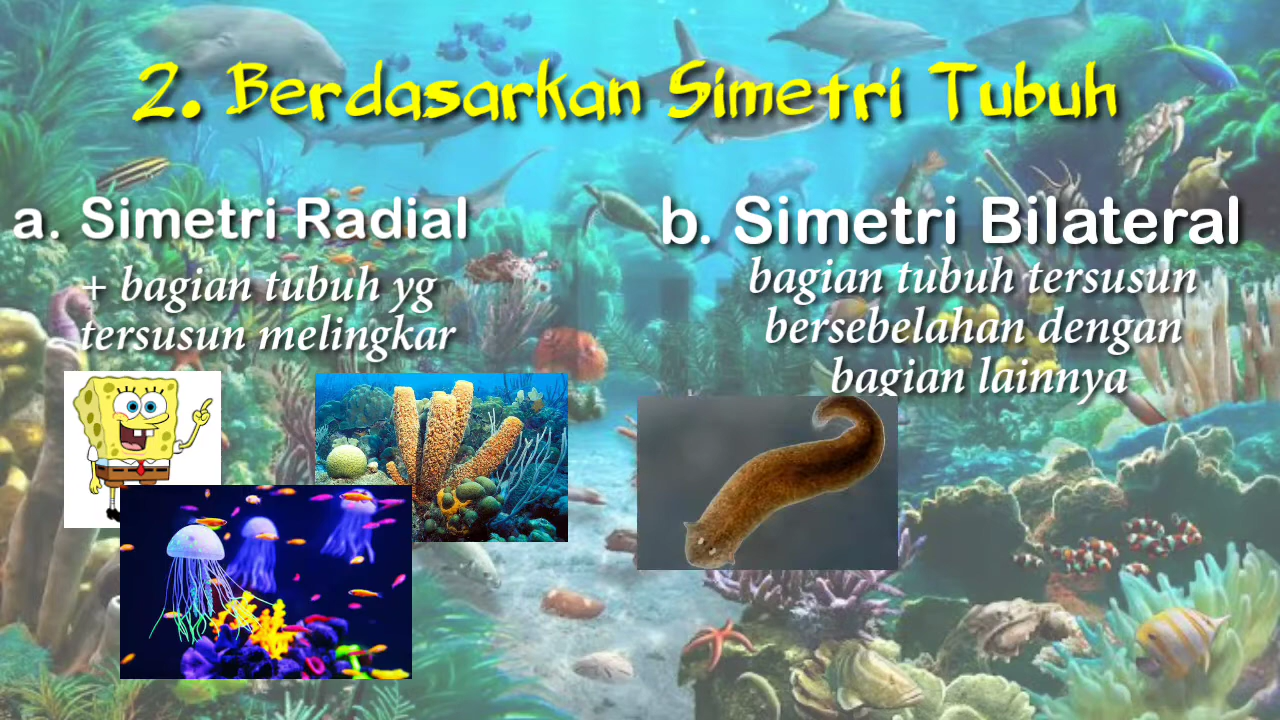 2. Berdasarkan Simetri Tubuh
a. Simetri Radial
+ bagian tubuh yg
tersusun melingkar
b. Simetri Bilateral
bagian tubuh tersusun
bersebelahan dengan
bagian lainnya